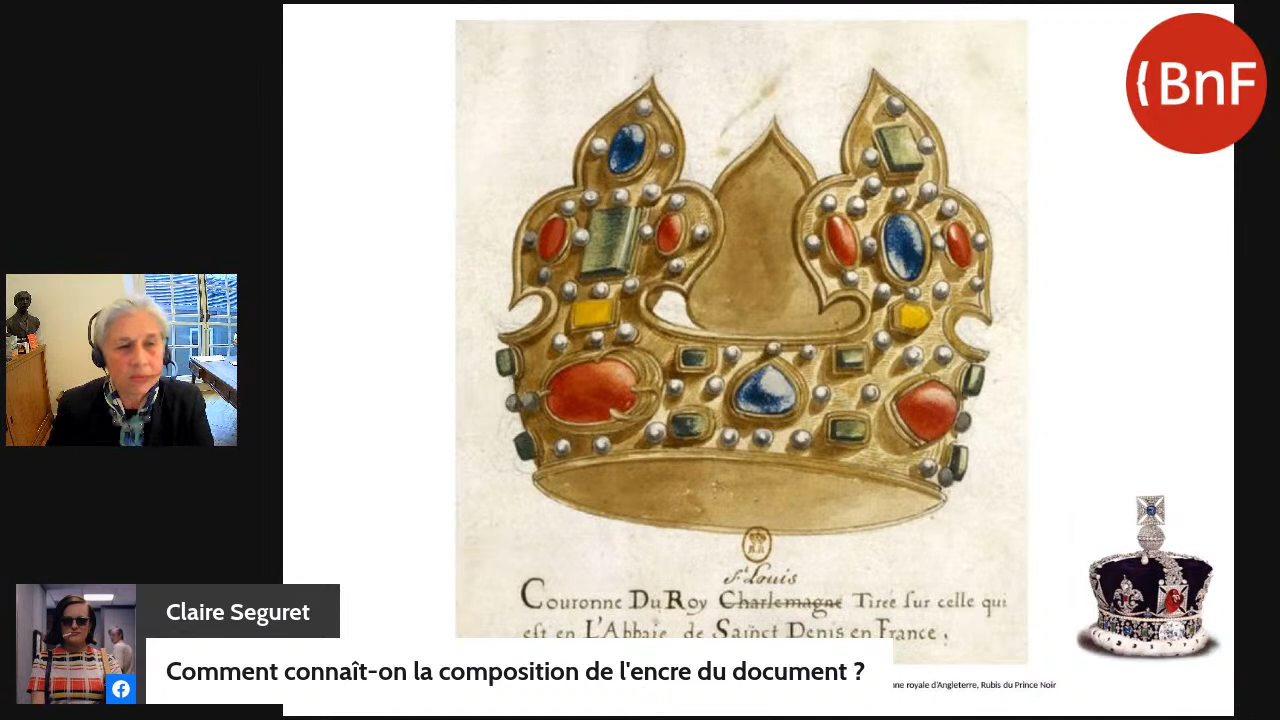 {BnF
St Louis
Couronne Du Roy Charlemagne Tirée sur celle qui
est en L'Abbaie de Sainct Denis en France,
Claire Seguret
Comment connaît-on la composition de l'encre du document ?
royale d'Angleterre, Rubis du Prince Noir